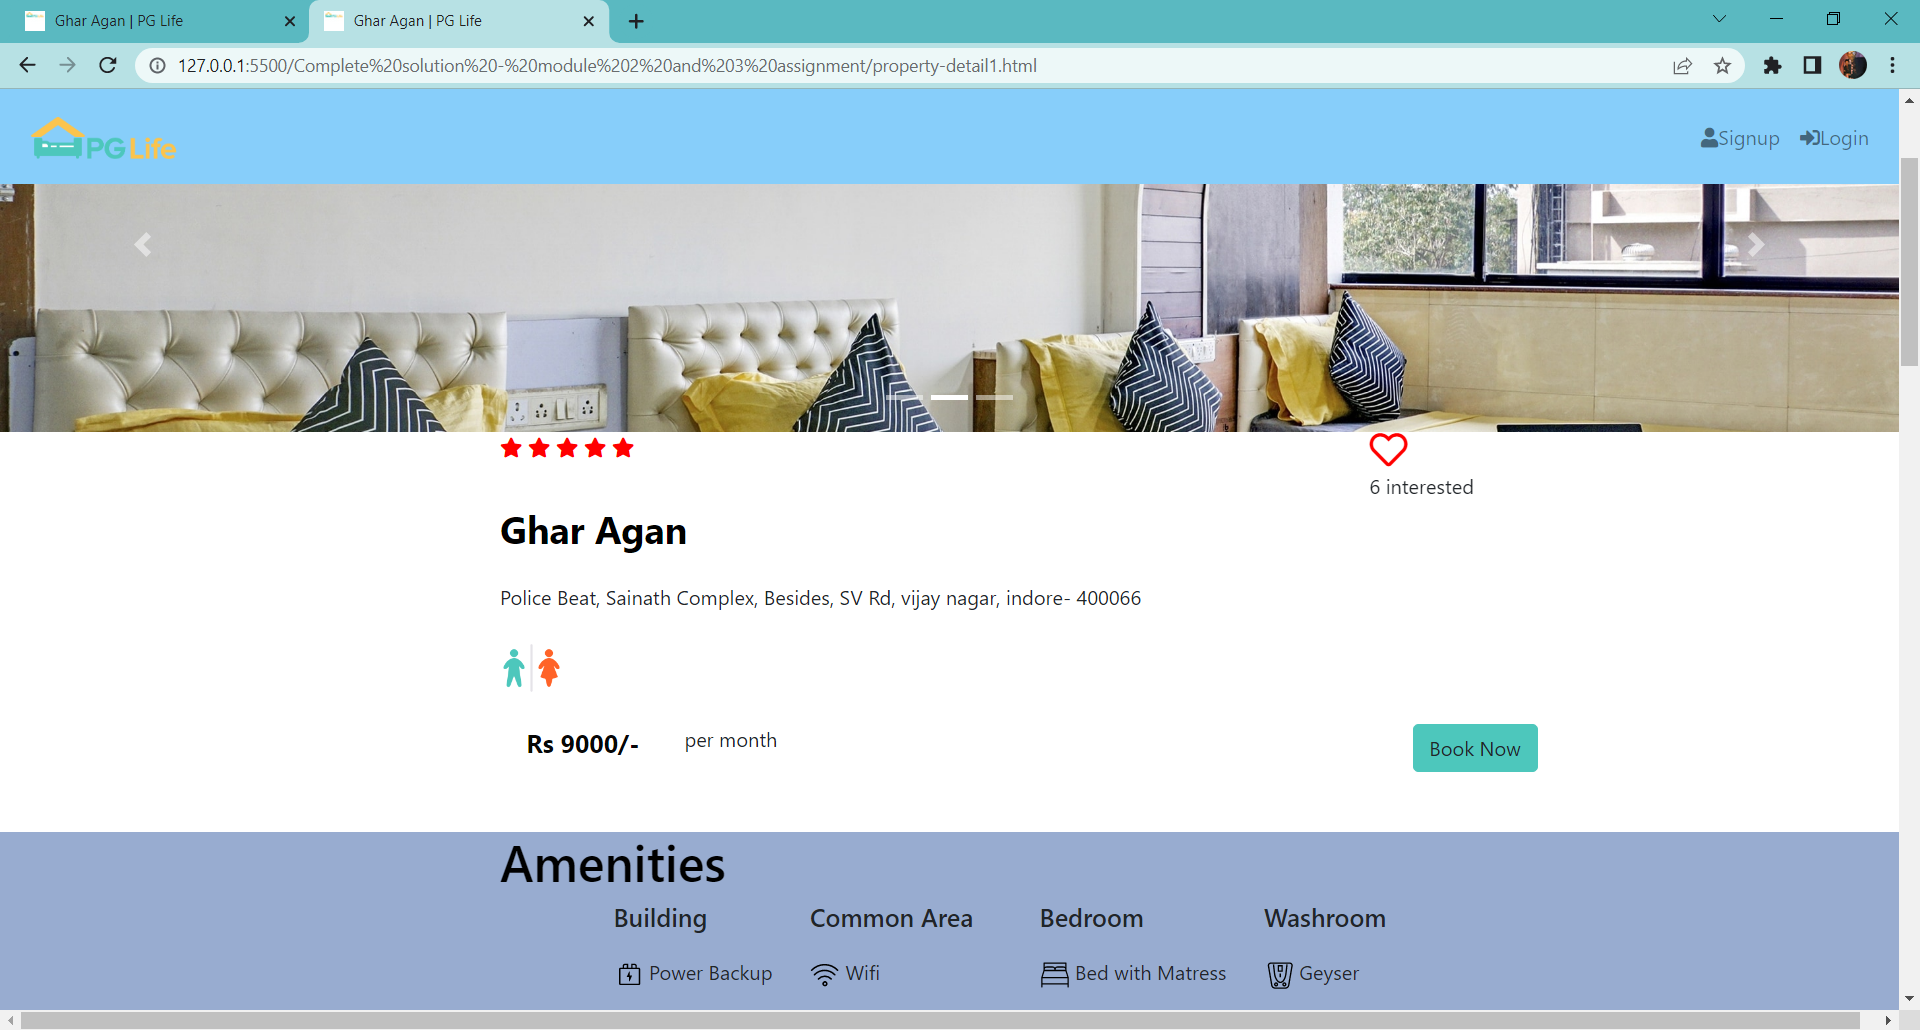 Ghar Agan | PG Life
Ghar Agan | PG Life
127.0.0.1:5500/Complete%20solution%20-%20module%202%20and%203%20assignment/property-detail1.html
PG Life
Signup
Login
6 interested
Ghar Agan
Police Beat, Sainath Complex, Besides, SV Rd, vijay nagar, indore- 400066
Rs 9000/-
per month
Book Now
Amenities
Building
Common Area
Bedroom
Washroom
Power Backup
Wifi
Bed with Matress
Geyser